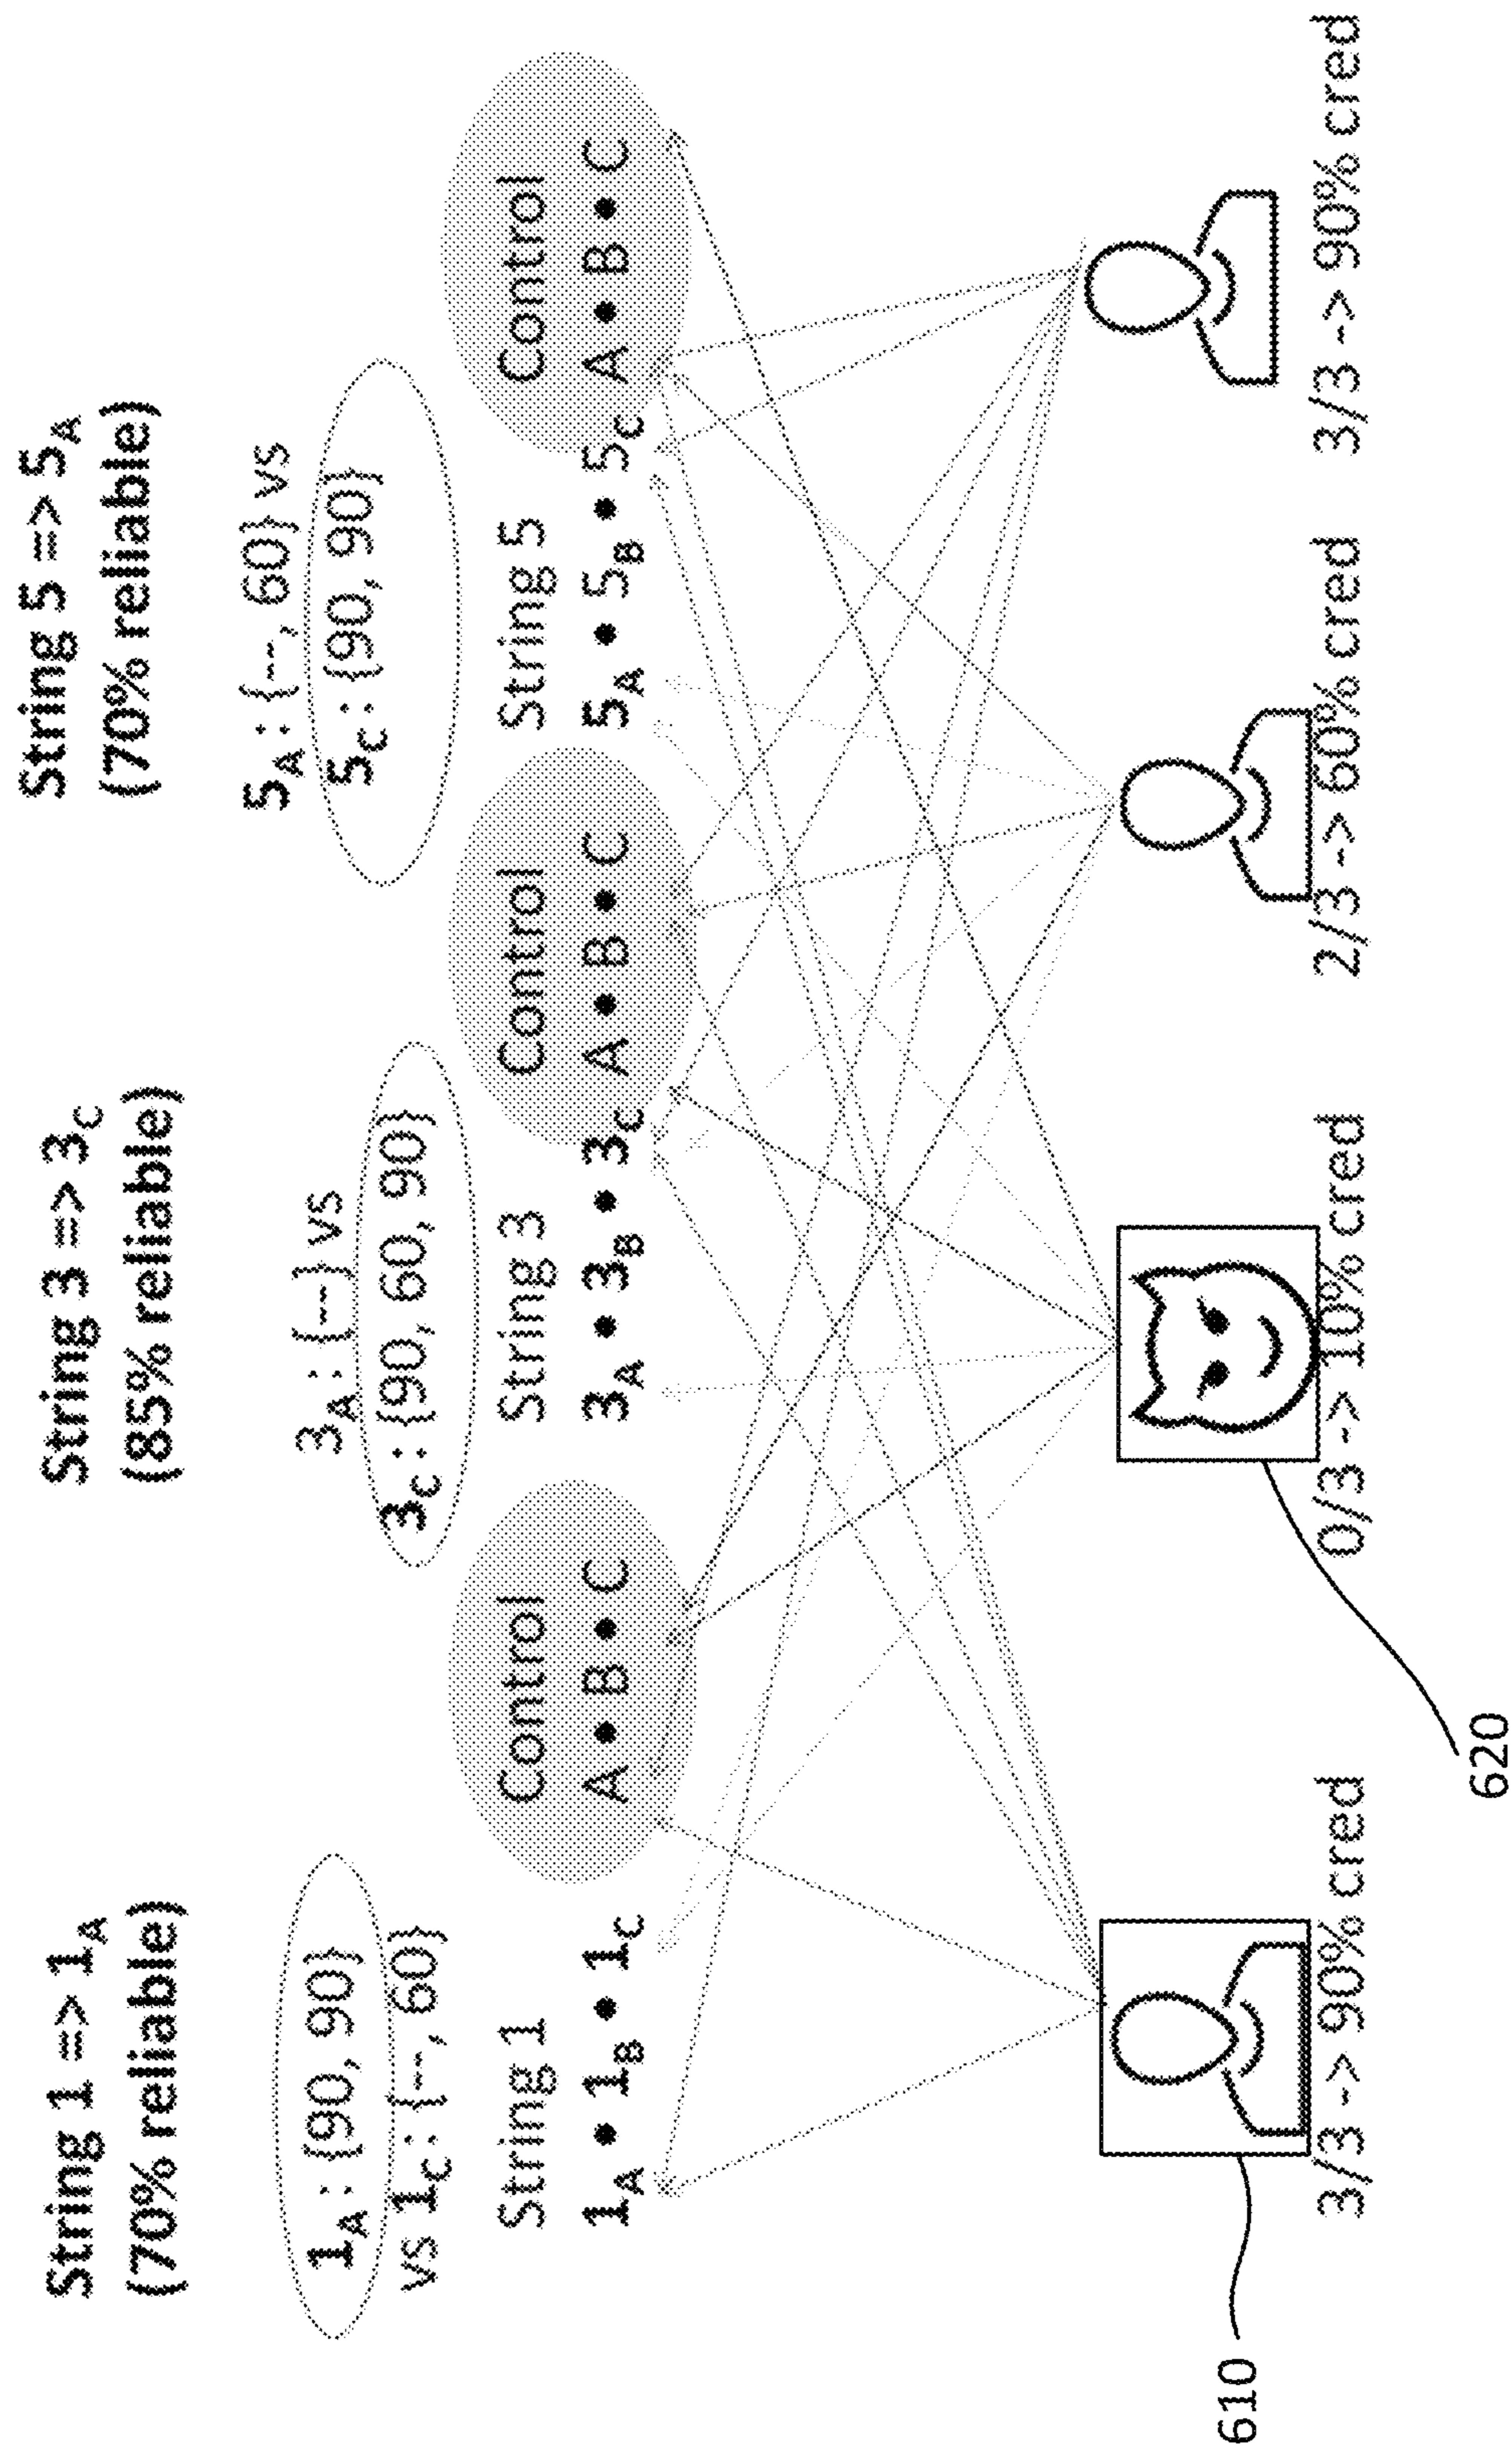 String 1 => 1A
(70% reliable)
String 3 => 3C
(85% reliable)
String 5 => 5A
(70% reliable)
1A : {90, 90}
vs 1C : {--, 60}
3A : {--} vs
3C : {90, 60, 90}
5A : {--, 60} vs
5C : {90, 90}
String 1
1A • 1B • 1C
Control
A • B • C
String 3
3A • 3B • 3C
Control
A • B • C
String 5
5A • 5B • 5C
Control
A • B • C
3/3 -> 90% cred
0/3 -> 10% cred
2/3 -> 60% cred
3/3 -> 90% cred
610
620